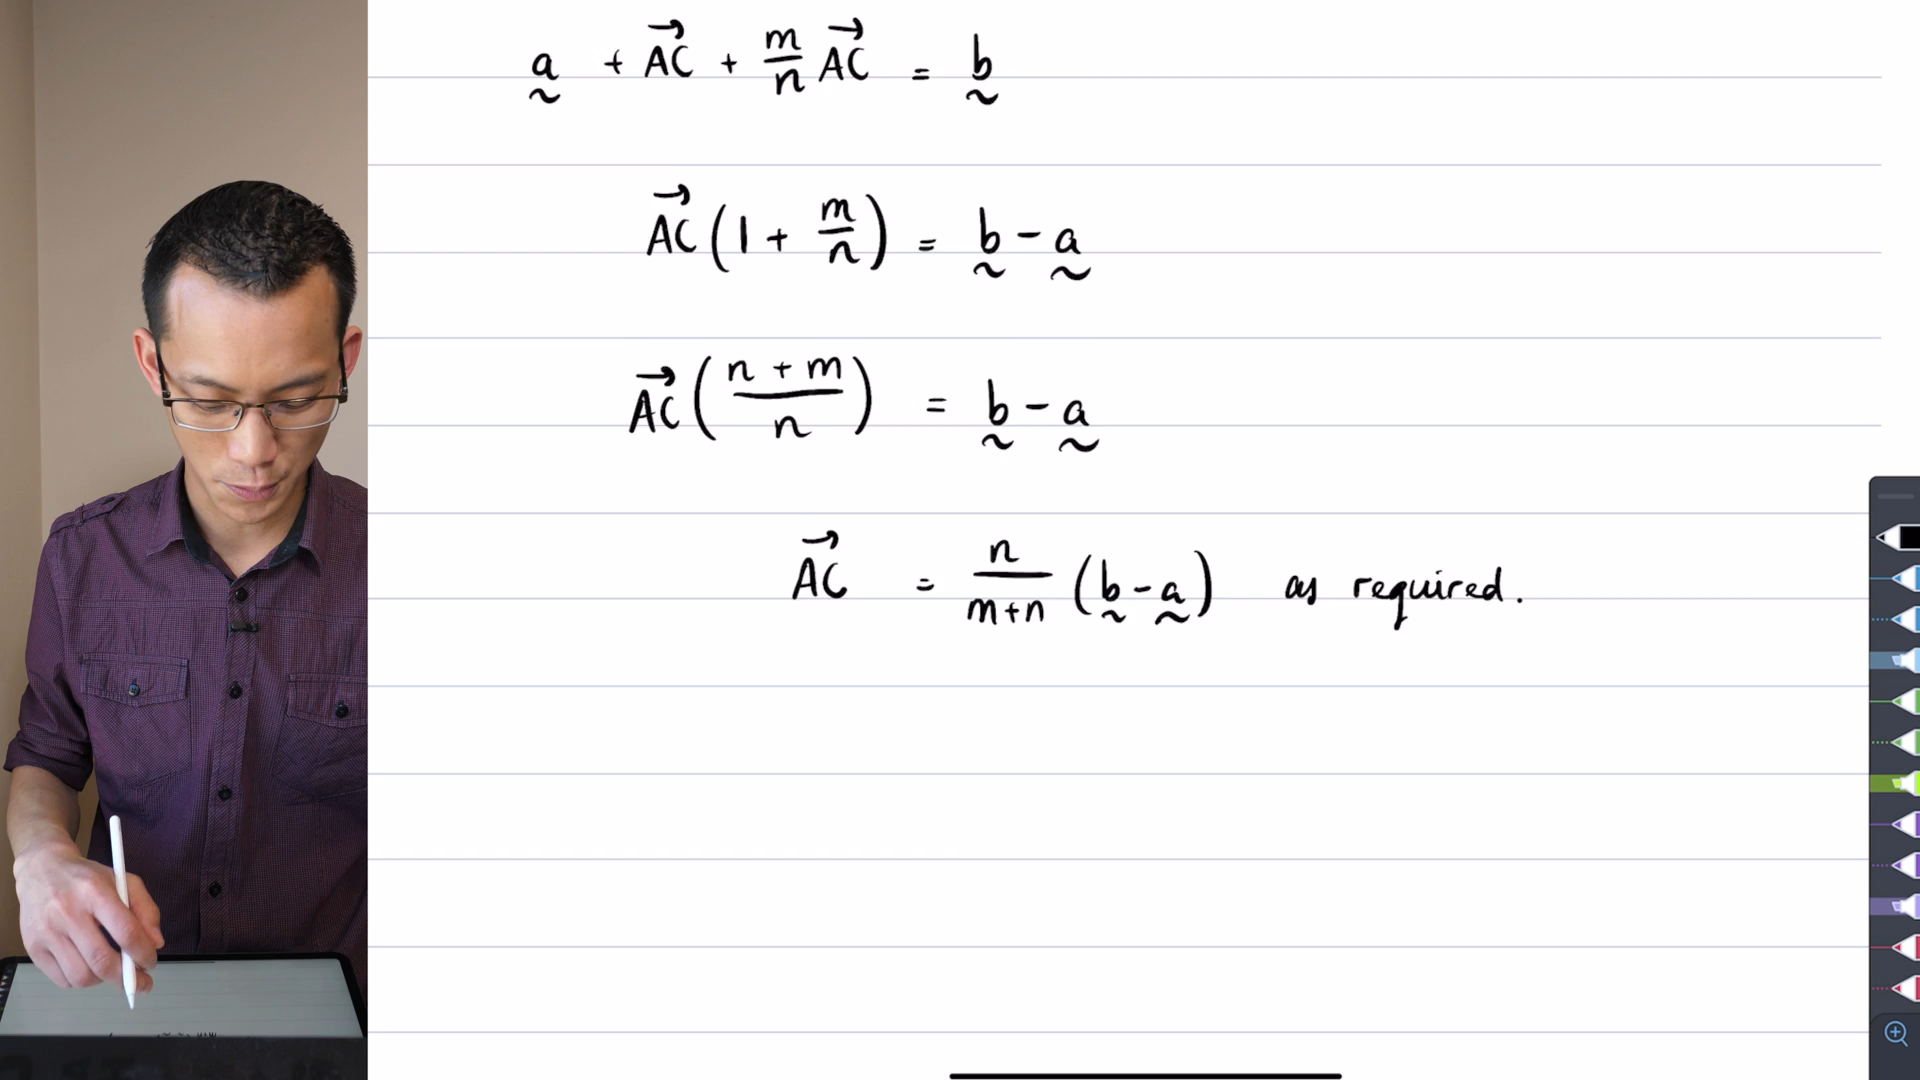 a + AC + m/n AC = b
AC (1 + m/n) = b - a
AC ((n + m)/n) = b - a
AC = n/(m+n) (b - a) as required.